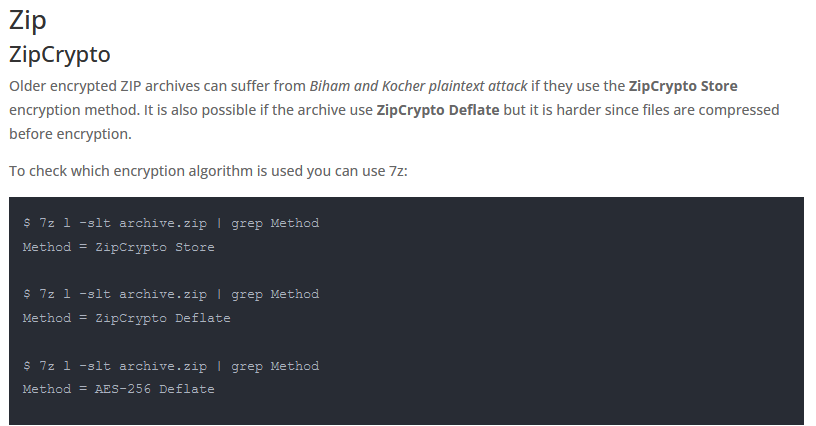 Zip
ZipCrypto
Older encrypted ZIP archives can suffer from Biham and Kocher plaintext attack if they use the ZipCrypto Store
encryption method. It is also possible if the archive use ZipCrypto Deflate but it is harder since files are compressed
before encryption.
To check which encryption algorithm is used you can use 7z:
$ 7z l -slt archive.zip | grep Method
Method = ZipCrypto Store
$ 7z l -slt archive.zip | grep Method
Method = ZipCrypto Deflate
$ 7z l -slt archive.zip | grep Method
Method = AES-256 Deflate